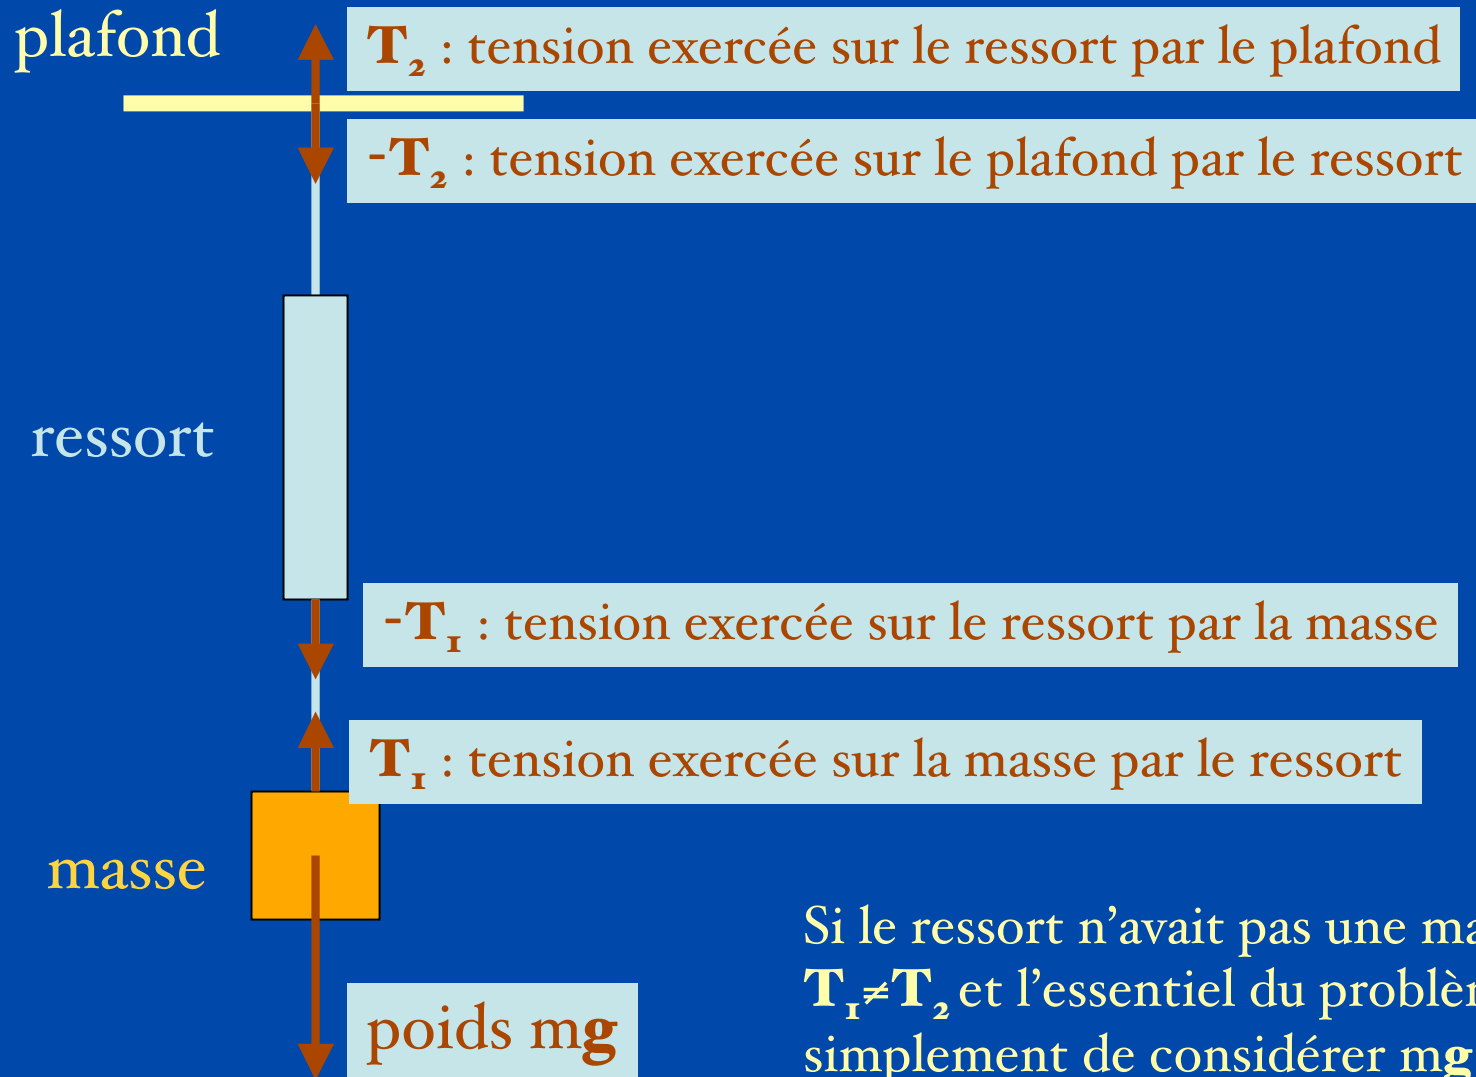 plafond
T₂ : tension exercée sur le ressort par le plafond
-T₂ : tension exercée sur le plafond par le ressort
ressort
-T₁ : tension exercée sur le ressort par la masse
T₁ : tension exercée sur la masse par le ressort
masse
Si le ressort n’avait pas une
T₁≠T₂ et l’essentiel du
simplement de considérer mg
poids mg